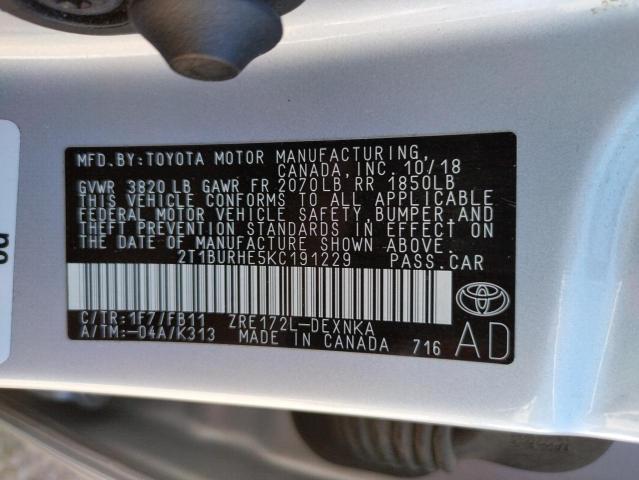 MFD.BY:TOYOTA MOTOR MANUFACTURING,
CANADA, INC. 10/18
GVWR 3820 LB GAWR FR 2070LB RR 1850LB
THIS VEHICLE CONFORMS TO ALL APPLICABLE
FEDERAL MOTOR VEHICLE SAFETY, BUMPER, AND
THEFT PREVENTION STANDARDS IN EFFECT ON
THE DATE OF MANUFACTURE SHOWN ABOVE.
2T1BURHE5KC191229 PASS.CAR
C/TR:1F7/FB11 ZRE172L-DEXNKA
A/TM:-04A/K313 MADE IN CANADA 716 AD